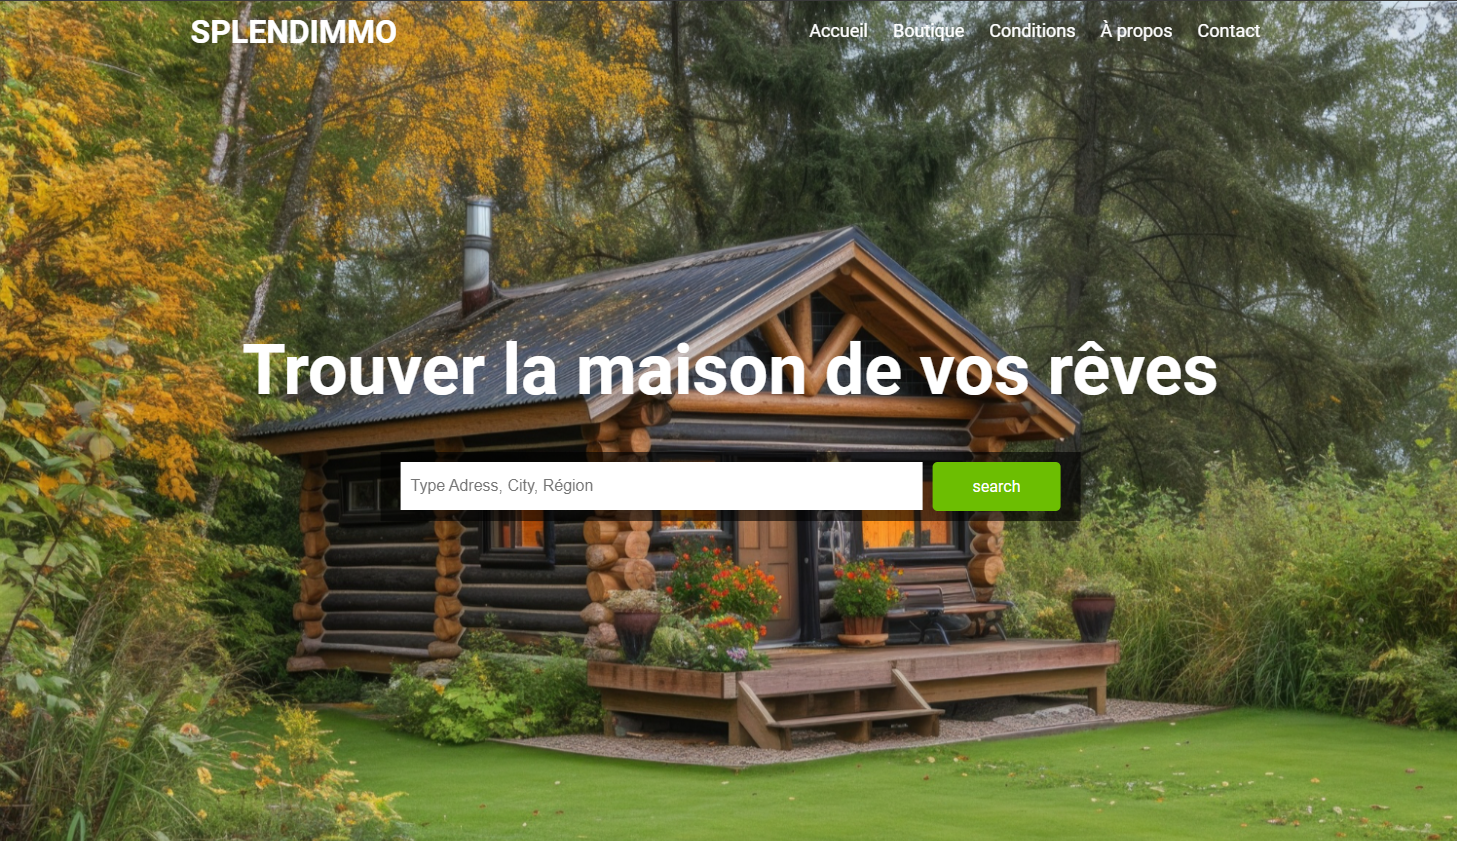 SPLENDIMMO
Accueil Boutique Conditions À propos Contact
Trouver la maison de vos rêves
Type Adress, City, Région
search